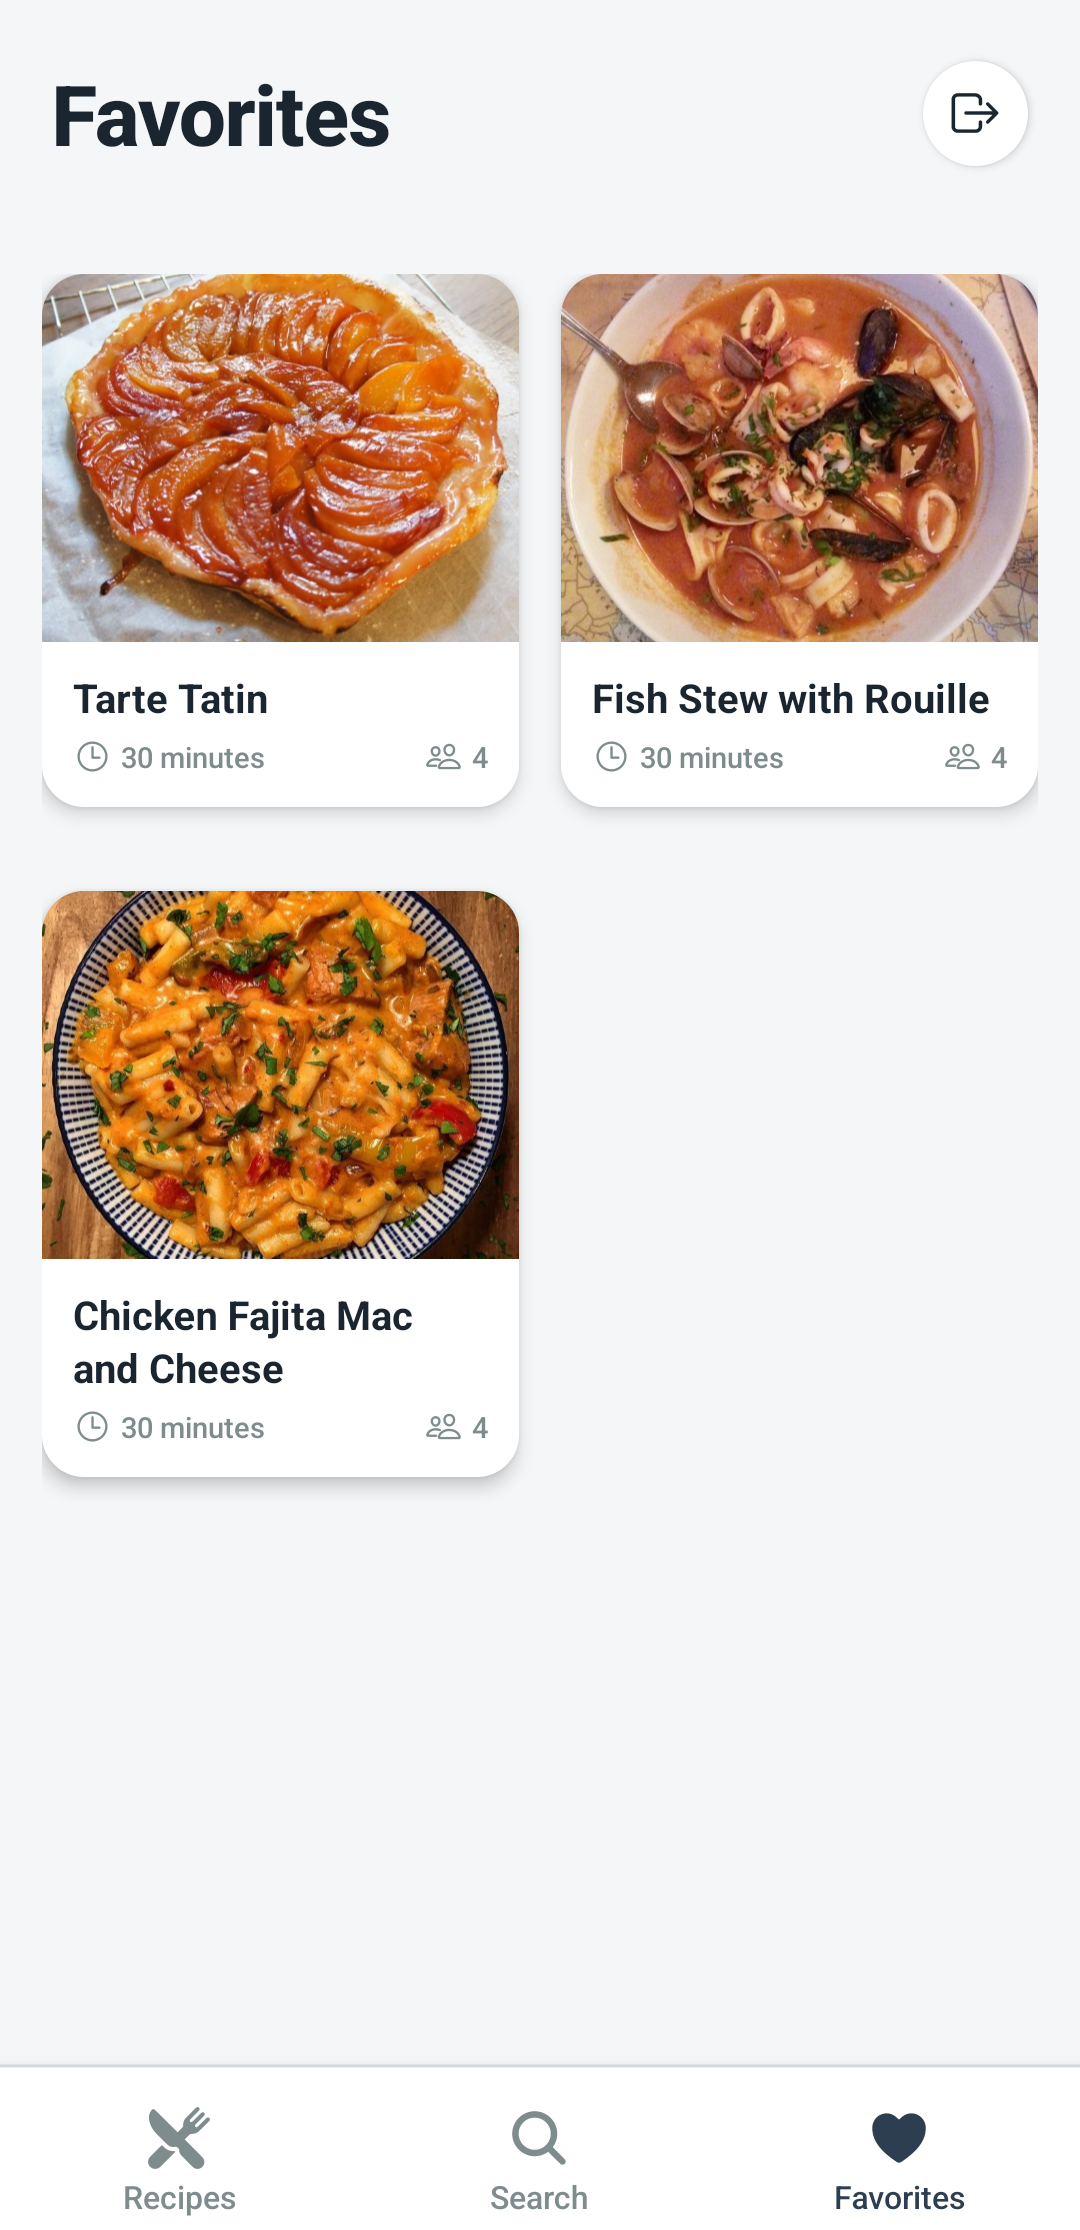 Favorites
Tarte Tatin
30 minutes
4
Fish Stew with Rouille
30 minutes
4
Chicken Fajita Mac
and Cheese
30 minutes
4
Recipes
Search
Favorites